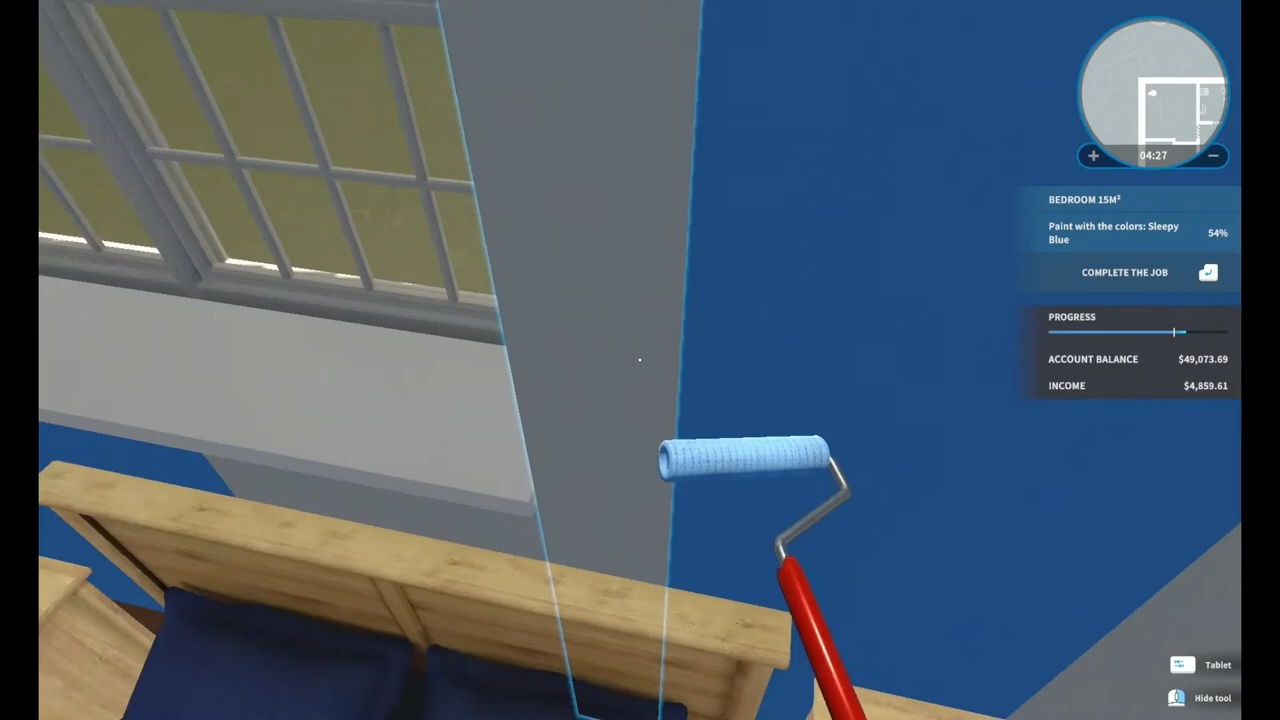 04:27
BEDROOM 15M²
Paint with the colors: Sleepy
Blue
54%
COMPLETE THE JOB
PROGRESS
ACCOUNT BALANCE $49,073.69
INCOME $4,859.61
Tablet
Hide tool